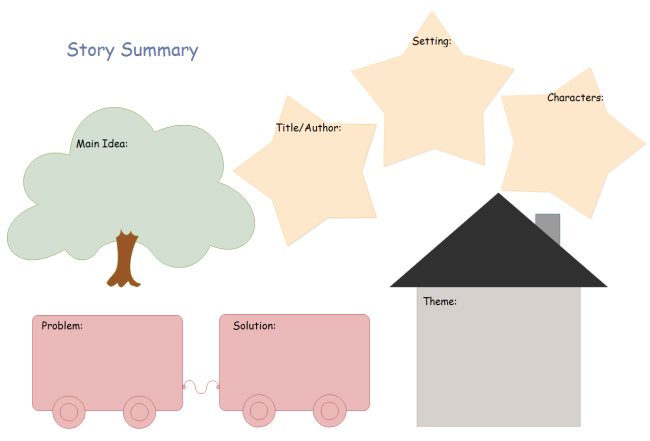 Story Summary
Setting:
Characters:
Title/Author:
Main Idea:
Theme:
Problem:
Solution: